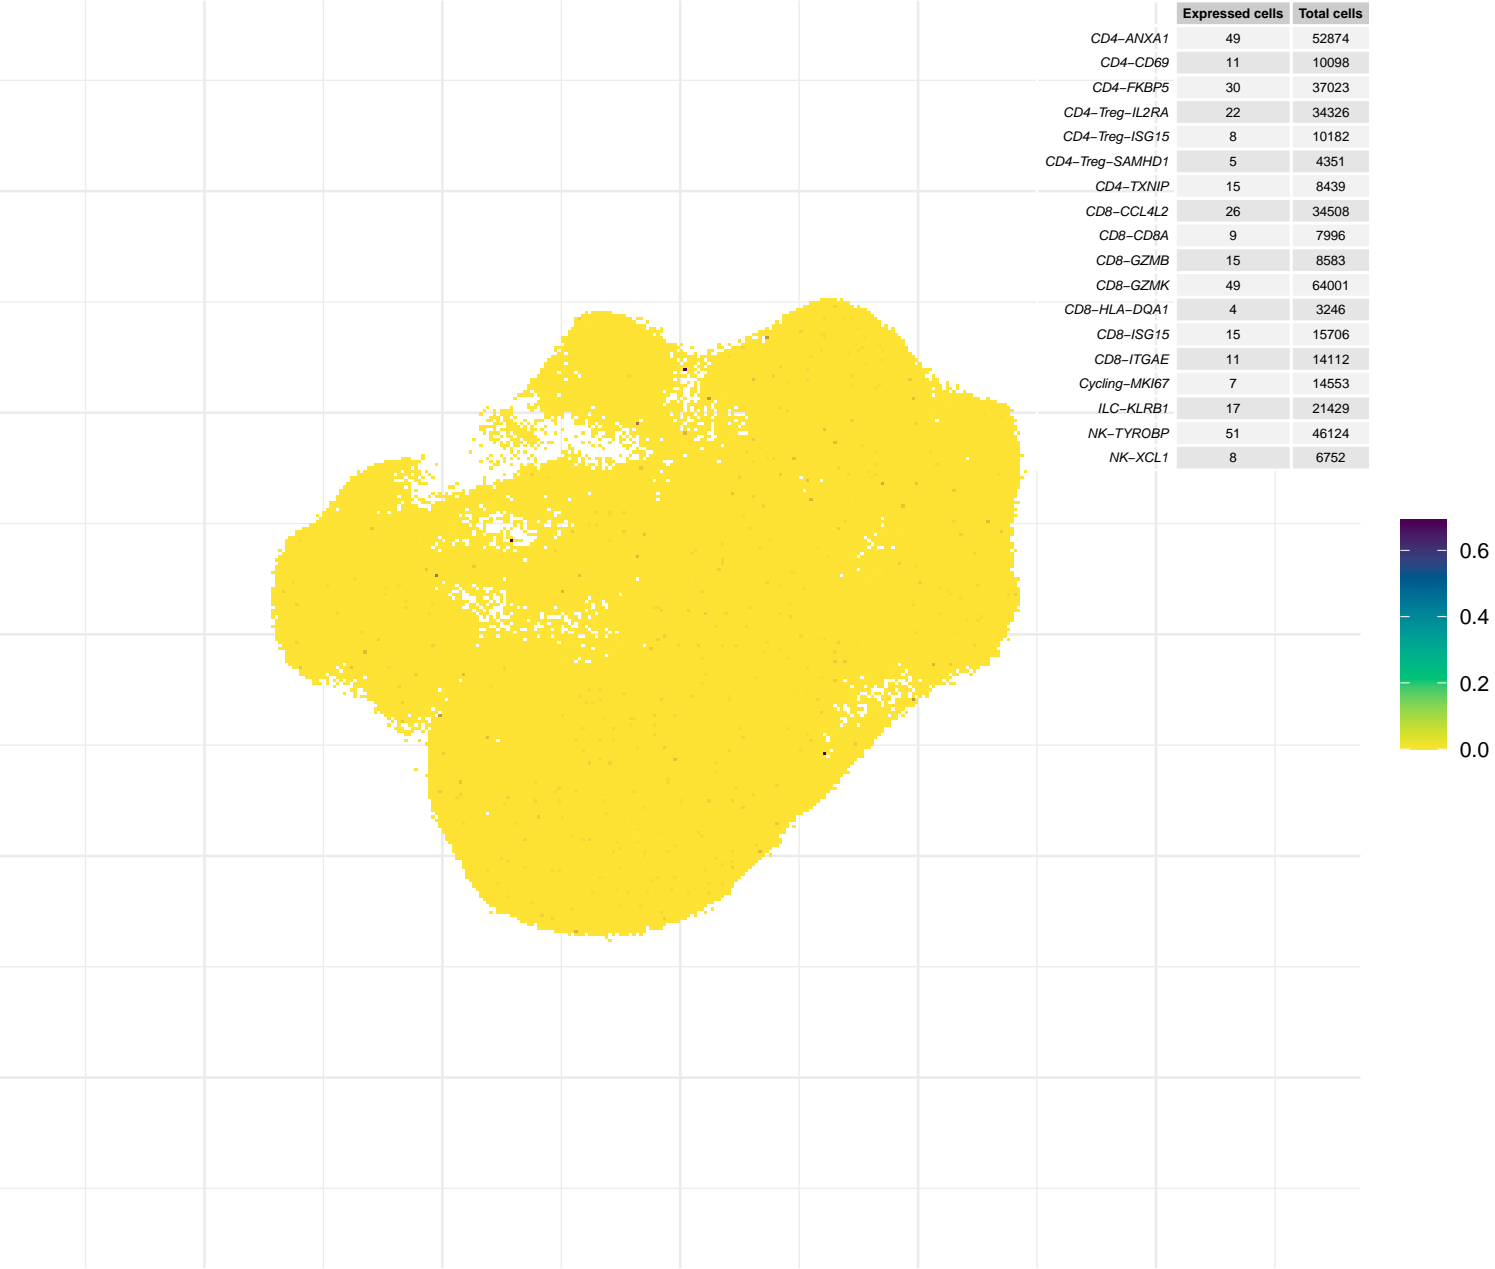 Expressed cells Total cells
CD4−ANXA1 49 52874
CD4−CD69 11 10098
CD4−FKBP5 30 37023
CD4−Treg−IL2RA 22 34326
CD4−Treg−ISG15 8 10182
CD4−Treg−SAMHD1 5 4351
CD4−TXNIP 15 8439
CD8−CCL4L2 26 34508
CD8−CD8A 9 7996
CD8−GZMB 15 8583
CD8−GZMK 49 64001
CD8−HLA−DQA1 4 3246
CD8−ISG15 15 15706
CD8−ITGAE 11 14112
Cycling−MKI67 7 14553
ILC−KLRB1 17 21429
NK−TYROBP 51 46124
NK−XCL1 8 6752
0.6
0.4
0.2
0.0